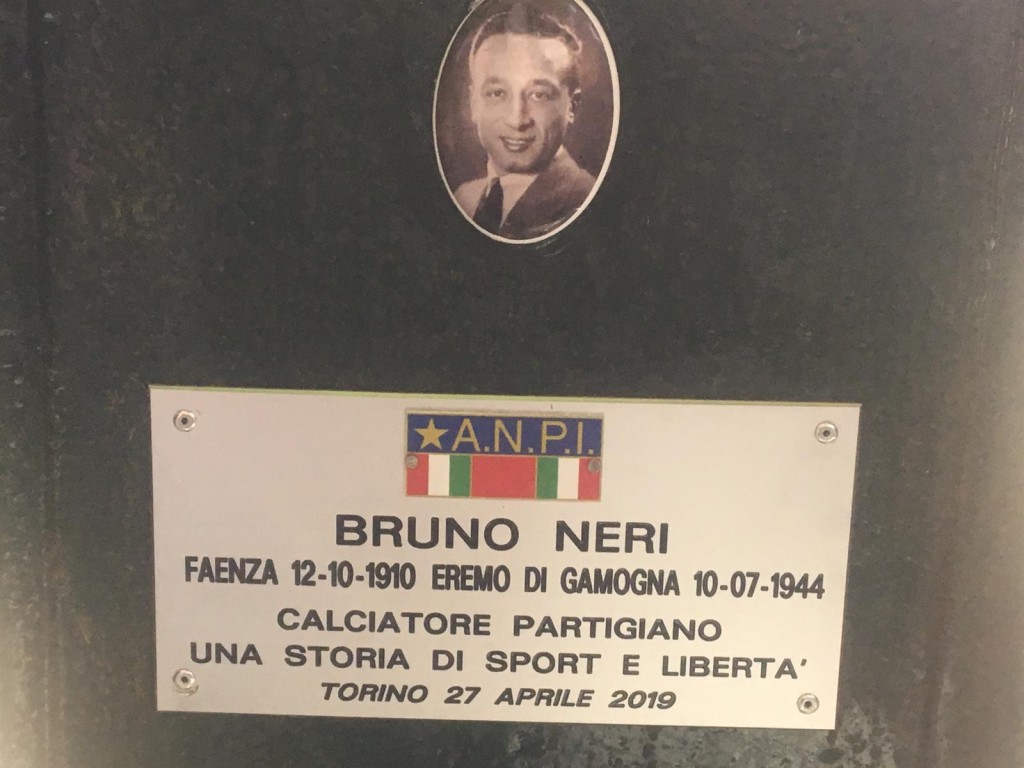 ★A.N.P.I.
BRUNO NERI
FAENZA 12-10-1910 EREMO DI GAMOGNA 10-07-1944
CALCIATORE PARTIGIANO
UNA STORIA DI SPORT E LIBERTA'
TORINO 27 APRILE 2019